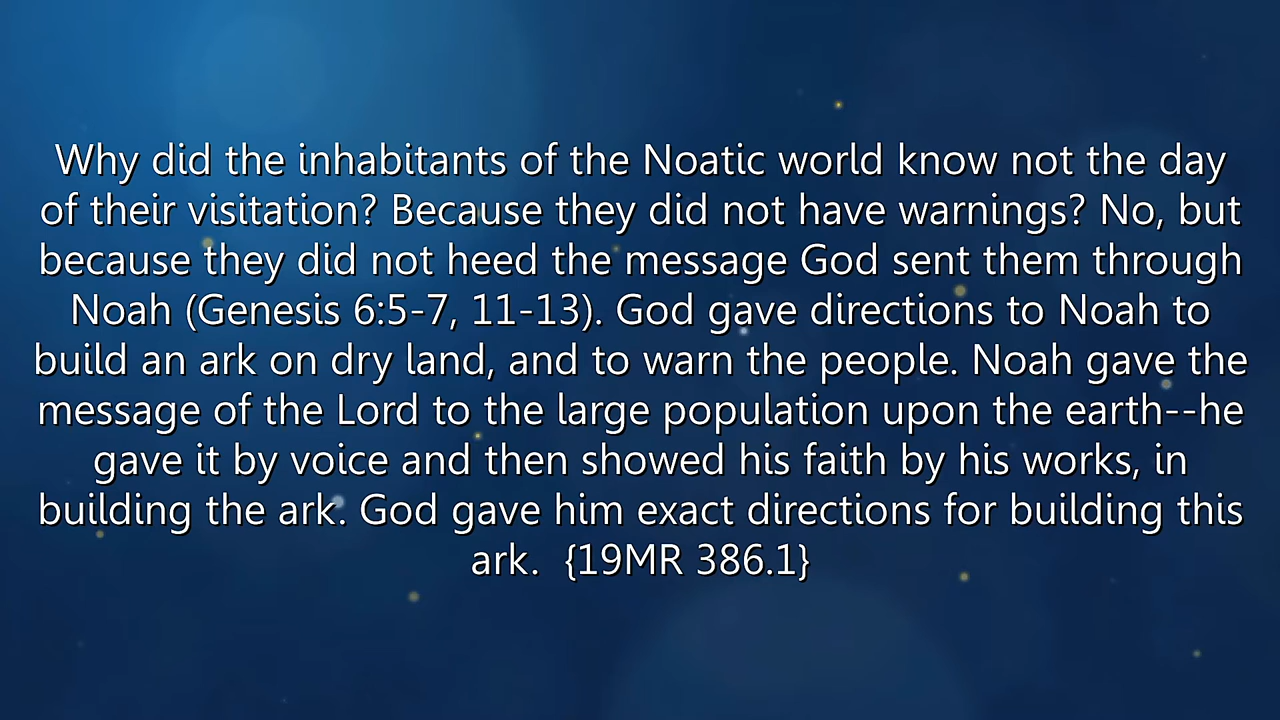 Why did the inhabitants of the Noatic world know not the day
of their visitation? Because they did not have warnings? No, but
because they did not heed the message God sent them through
Noah (Genesis 6:5-7, 11-13). God gave directions to Noah to
build an ark on dry land, and to warn the people. Noah gave the
message of the Lord to the large population upon the earth--he
gave it by voice and then showed his faith by his works, in
building the ark. God gave him exact directions for building this
ark.  {19MR 386.1}